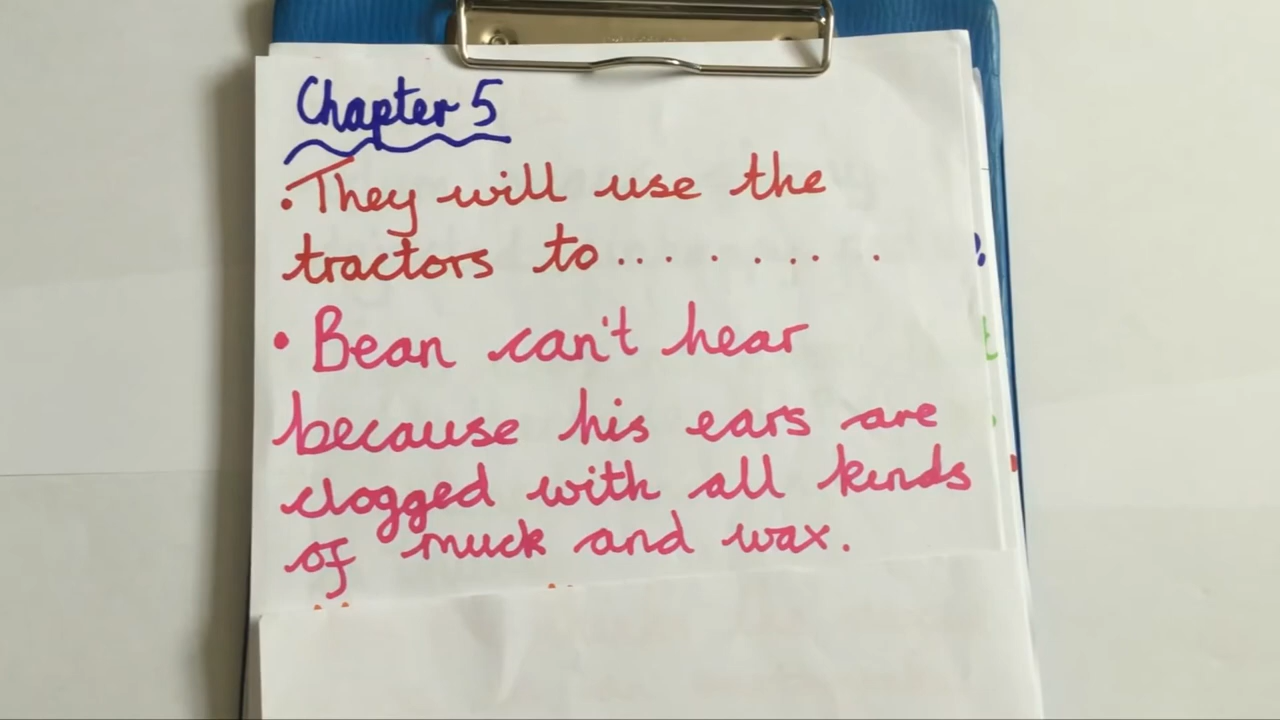 Chapter 5
• They will use the
tractors to.........
• Bean can't hear
because his ears are
clogged with all kinds
of muck and wax.